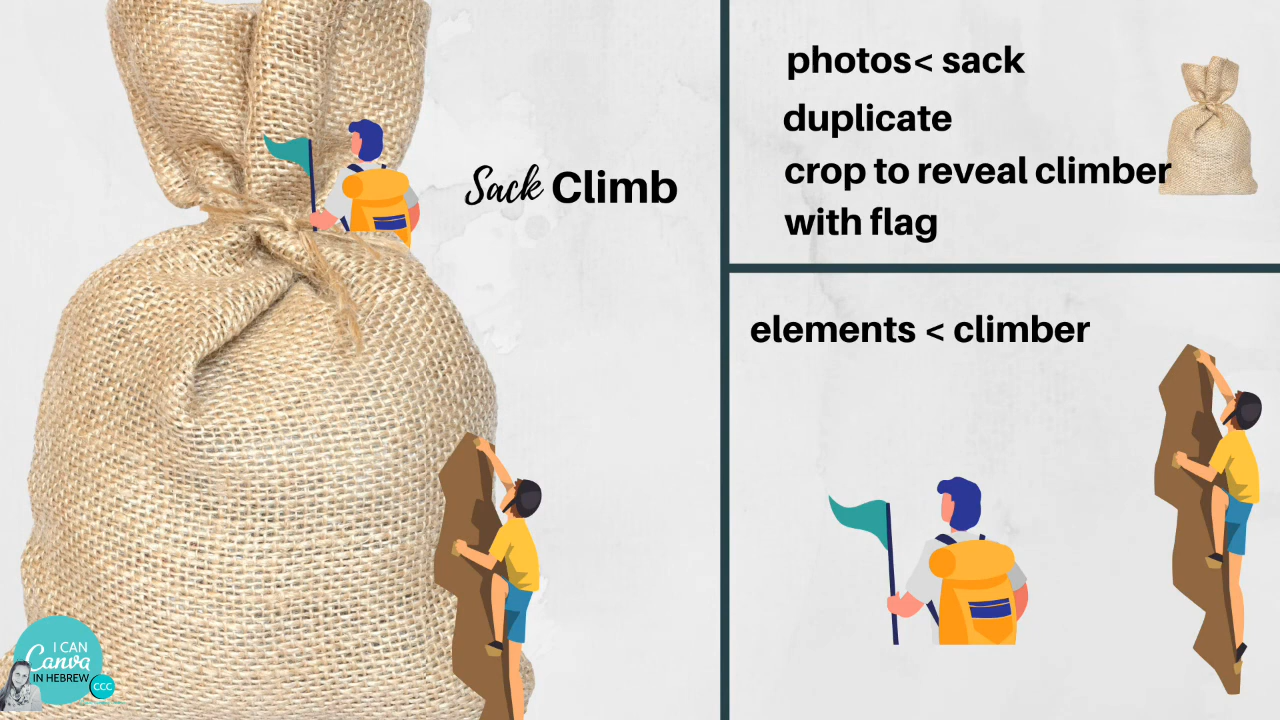 Sack Climb
photos< sack
duplicate
crop to reveal climber
with flag
elements < climber
I CAN
Canva
IN HEBREW
CCC